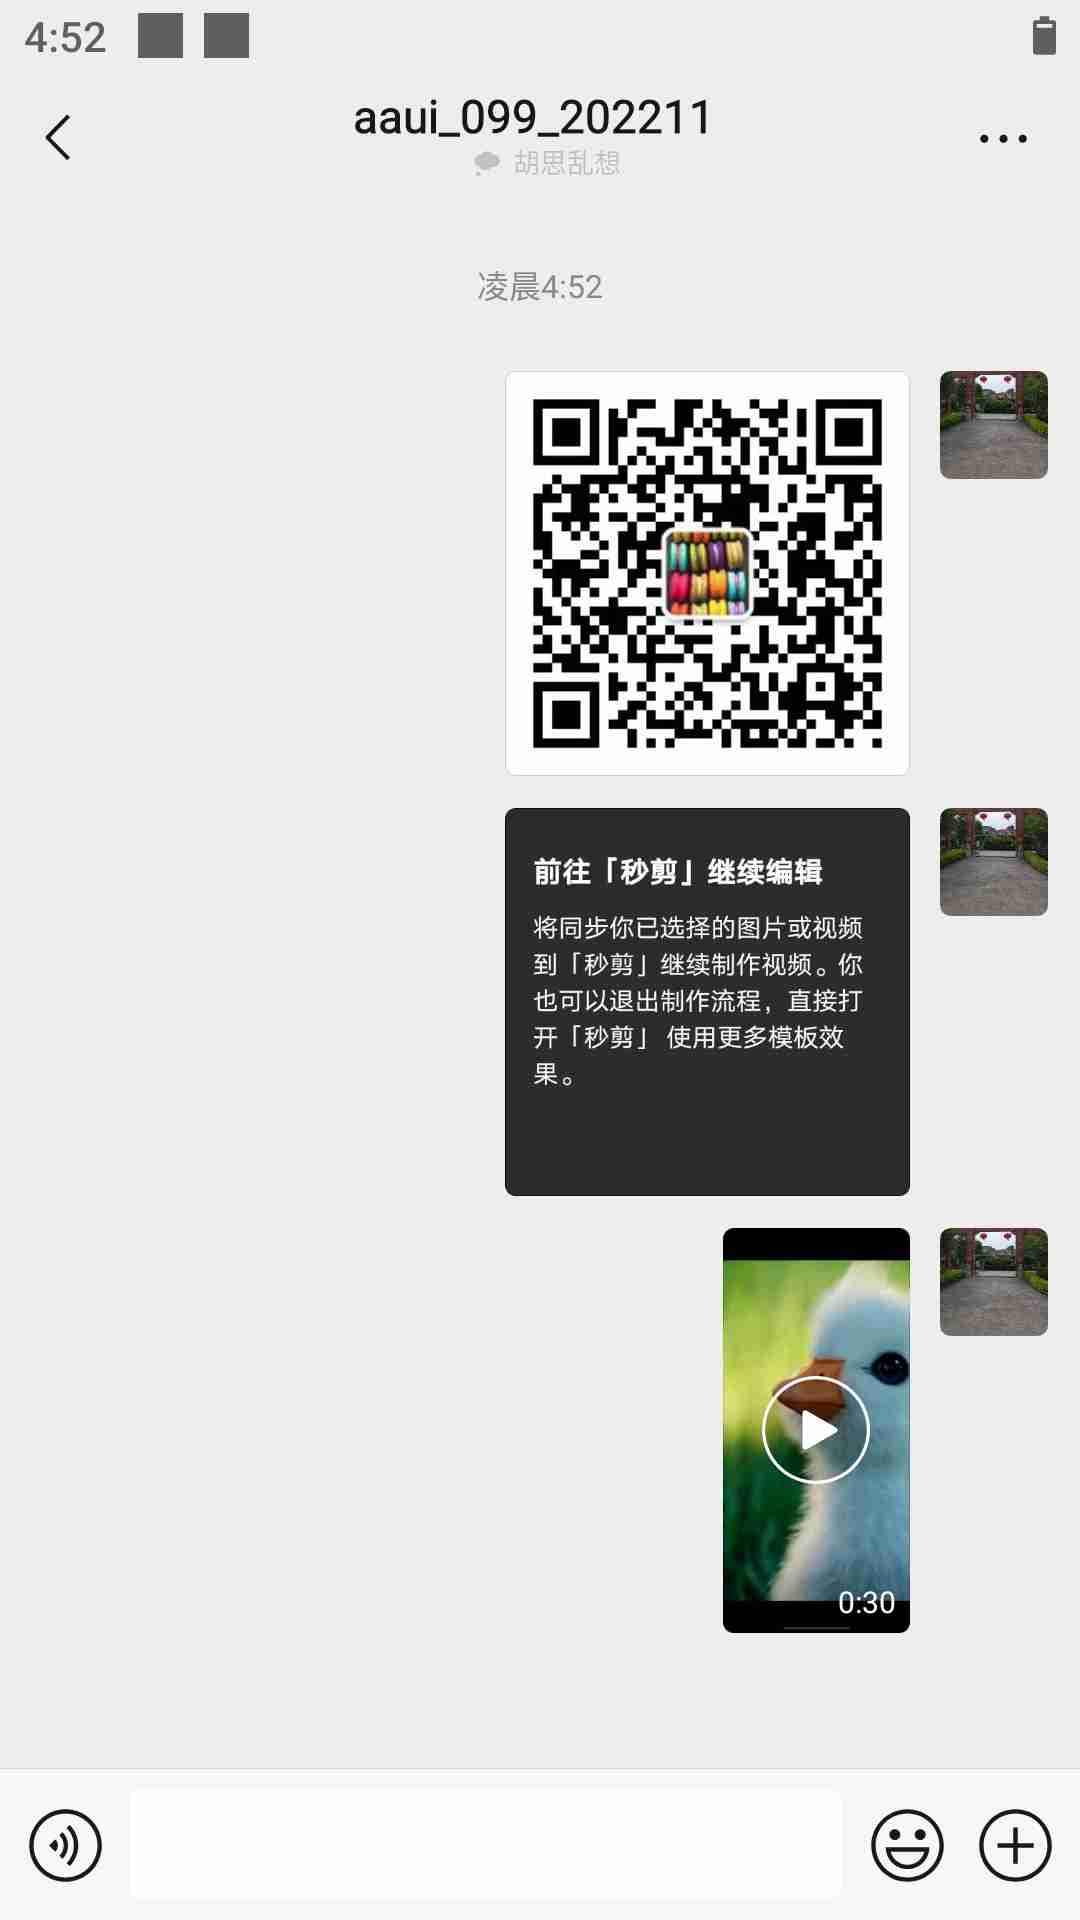 4:52
aaui_099_202211
胡思乱想
凌晨4:52
前往「秒剪」继续编辑
将同步你已选择的图片或视频
到「秒剪」继续制作视频。你
也可以退出制作流程，直接打
开「秒剪」 使用更多模板效
果。
0:30